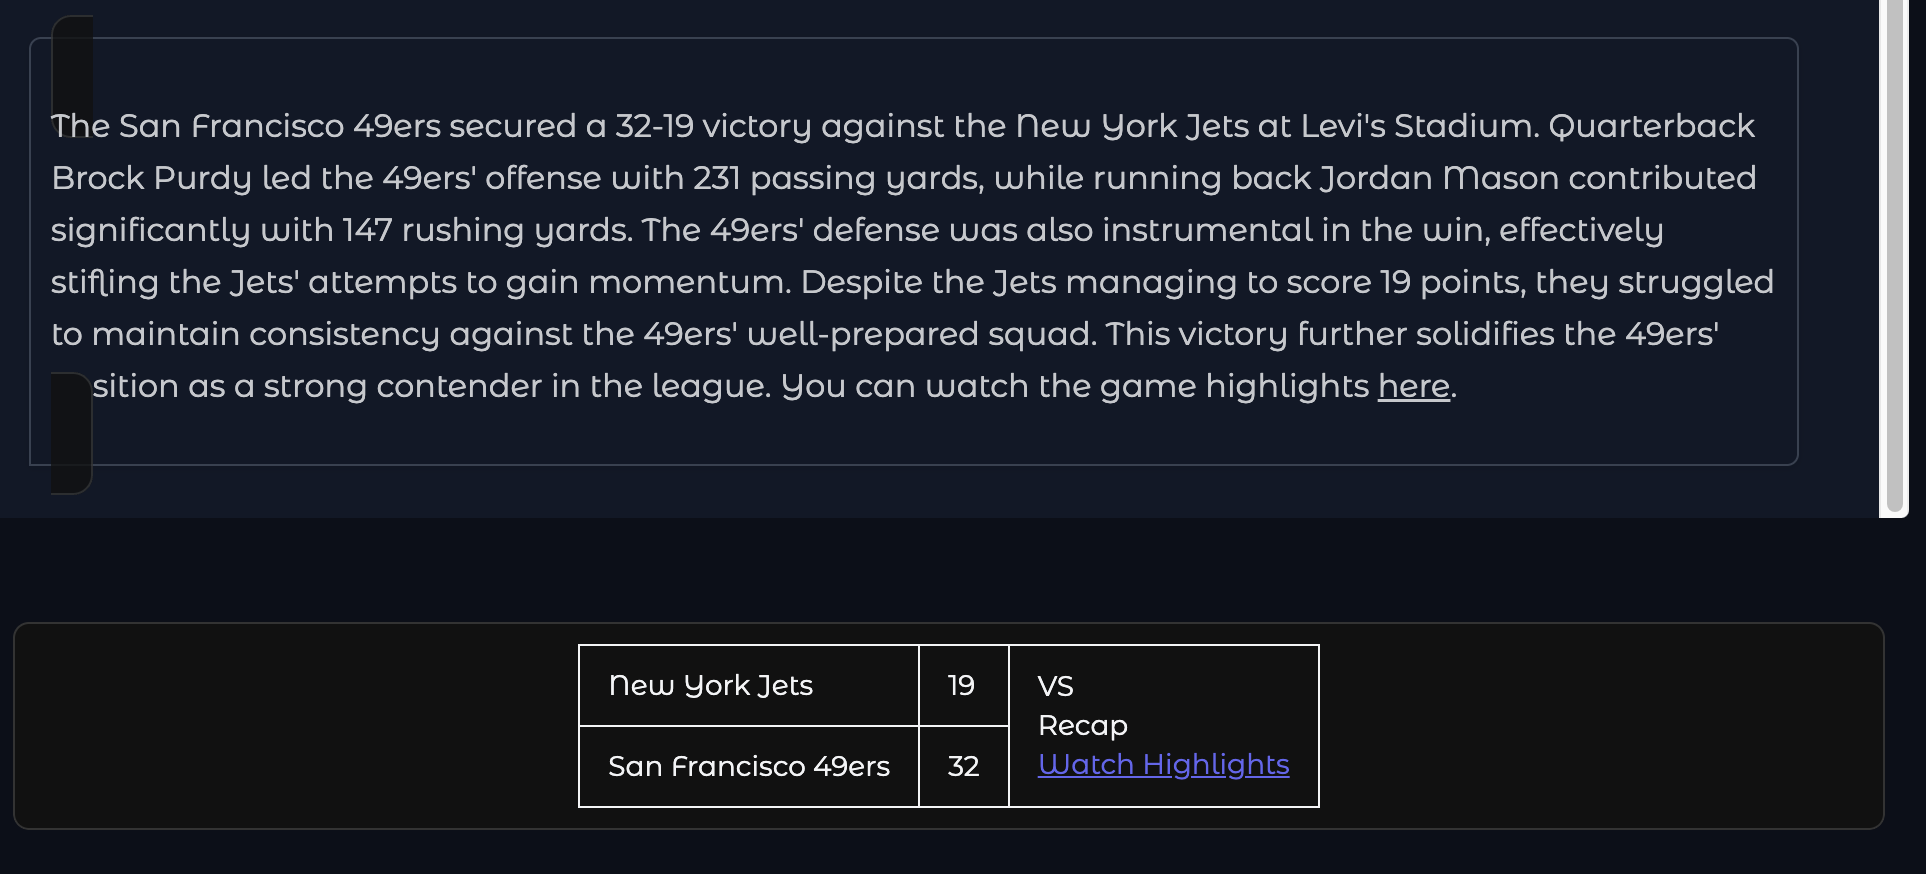 The San Francisco 49ers secured a 32-19 victory against the New York Jets at Levi's Stadium. Quarterback
Brock Purdy led the 49ers' offense with 231 passing yards, while running back Jordan Mason contributed
significantly with 147 rushing yards. The 49ers' defense was also instrumental in the win, effectively
stifling the Jets' attempts to gain momentum. Despite the Jets managing to score 19 points, they struggled
to maintain consistency against the 49ers' well-prepared squad. This victory further solidifies the 49ers'
sition as a strong contender in the league. You can watch the game highlights here.
New York Jets 19
San Francisco 49ers 32
VS
Recap
Watch Highlights